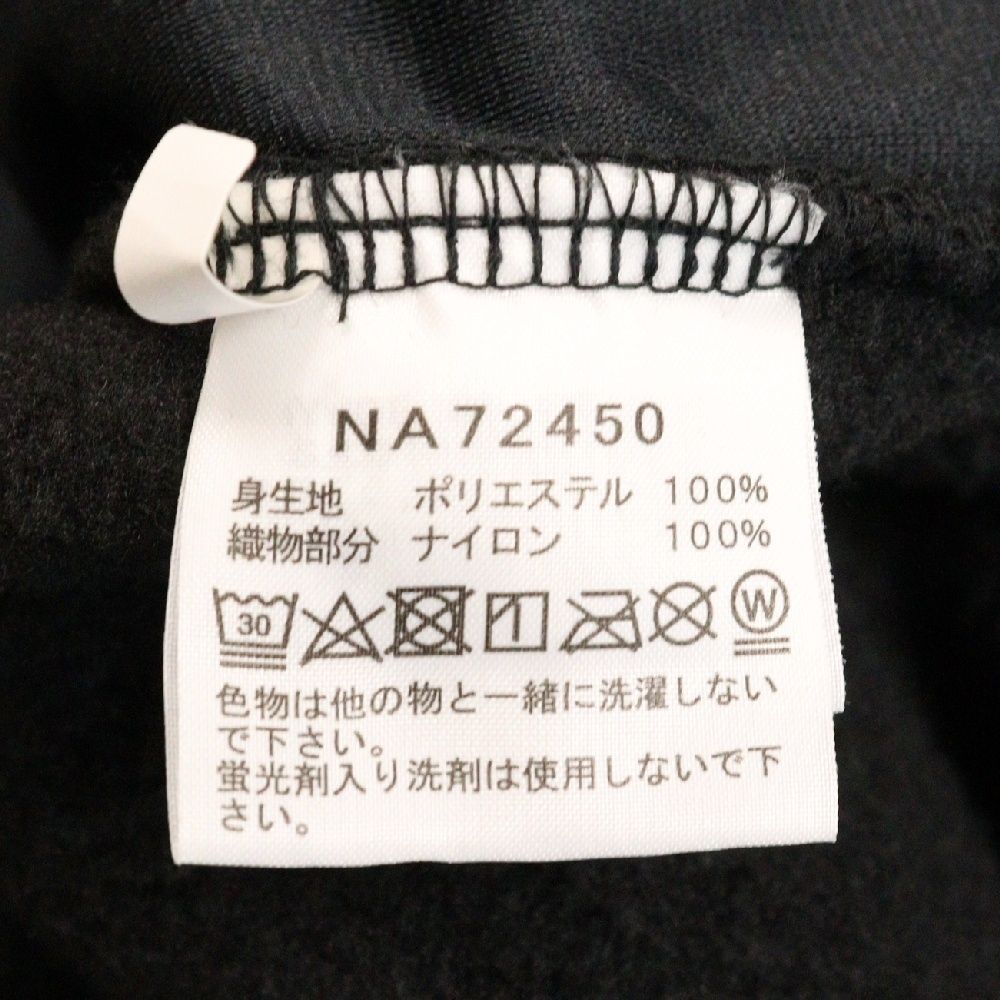 NA72450
身生地 ポリエステル 100%
織物部分 ナイロン 100%
30 W
色物は他の物と一緒に洗濯しない
で下さい。
蛍光剤入り洗剤は使用しないで下
さい。